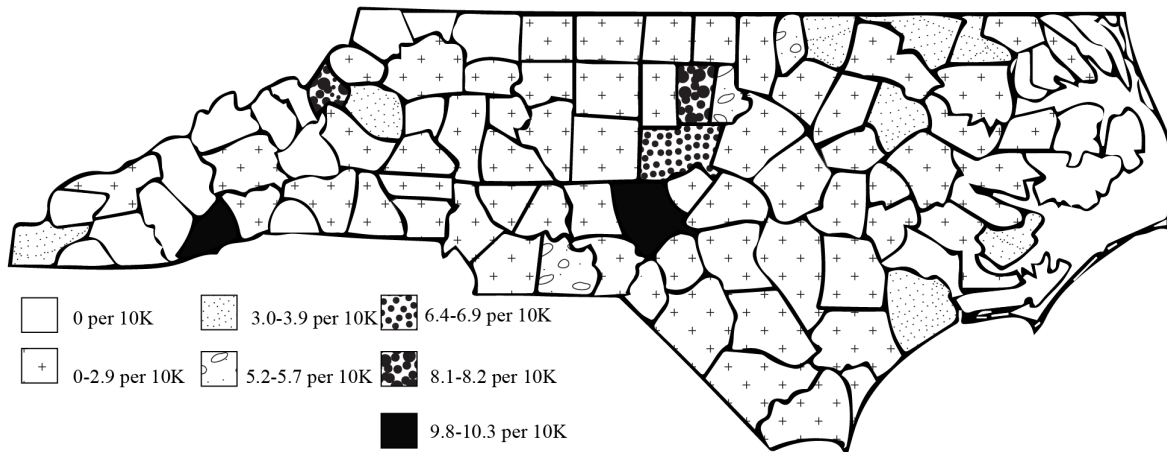 0 per 10K
3.0-3.9 per 10K
6.4-6.9 per 10K
0-2.9 per 10K
5.2-5.7 per 10K
8.1-8.2 per 10K
9.8-10.3 per 10K